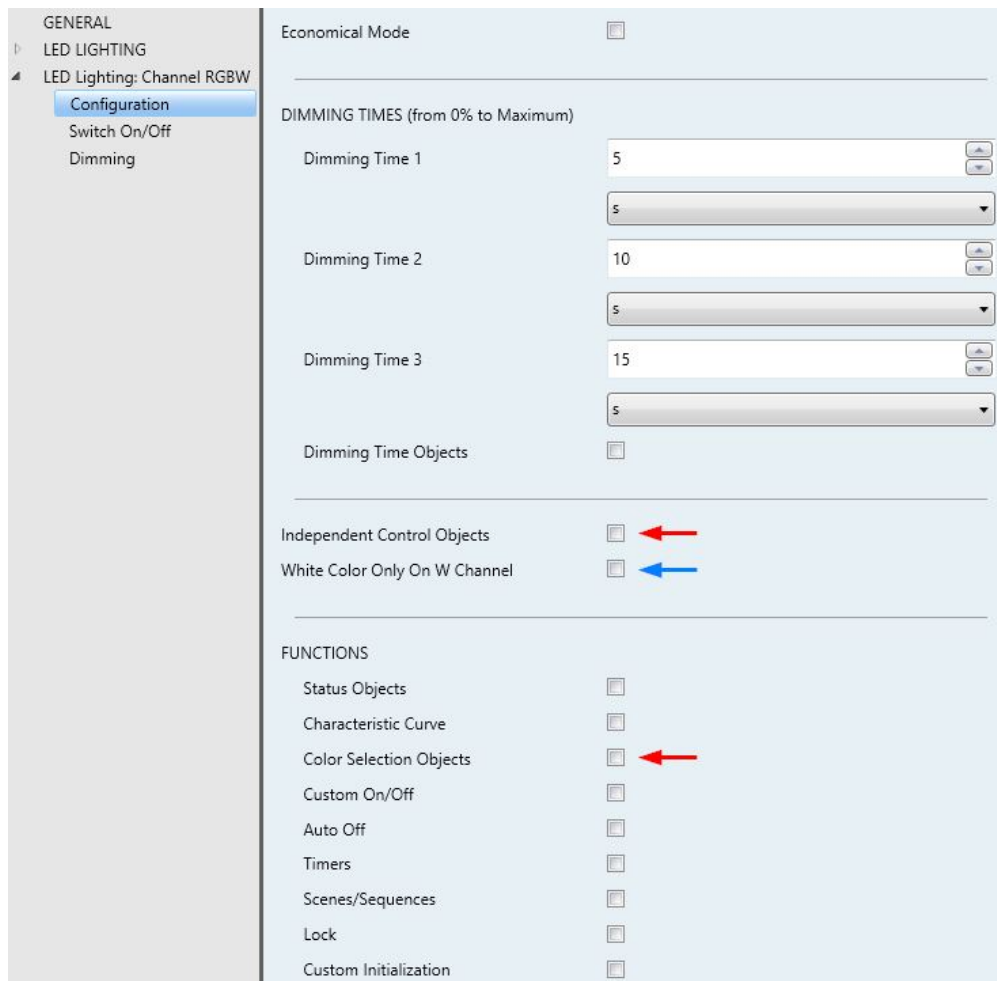 GENERAL
LED LIGHTING
LED Lighting: Channel RGBW
Configuration
Switch On/Off
Dimming
Economical Mode
DIMMING TIMES (from 0% to Maximum)
Dimming Time 1 5
s
Dimming Time 2 10
s
Dimming Time 3 15
s
Dimming Time Objects
Independent Control Objects
White Color Only On W Channel
FUNCTIONS
Status Objects
Characteristic Curve
Color Selection Objects
Custom On/Off
Auto Off
Timers
Scenes/Sequences
Lock
Custom Initialization